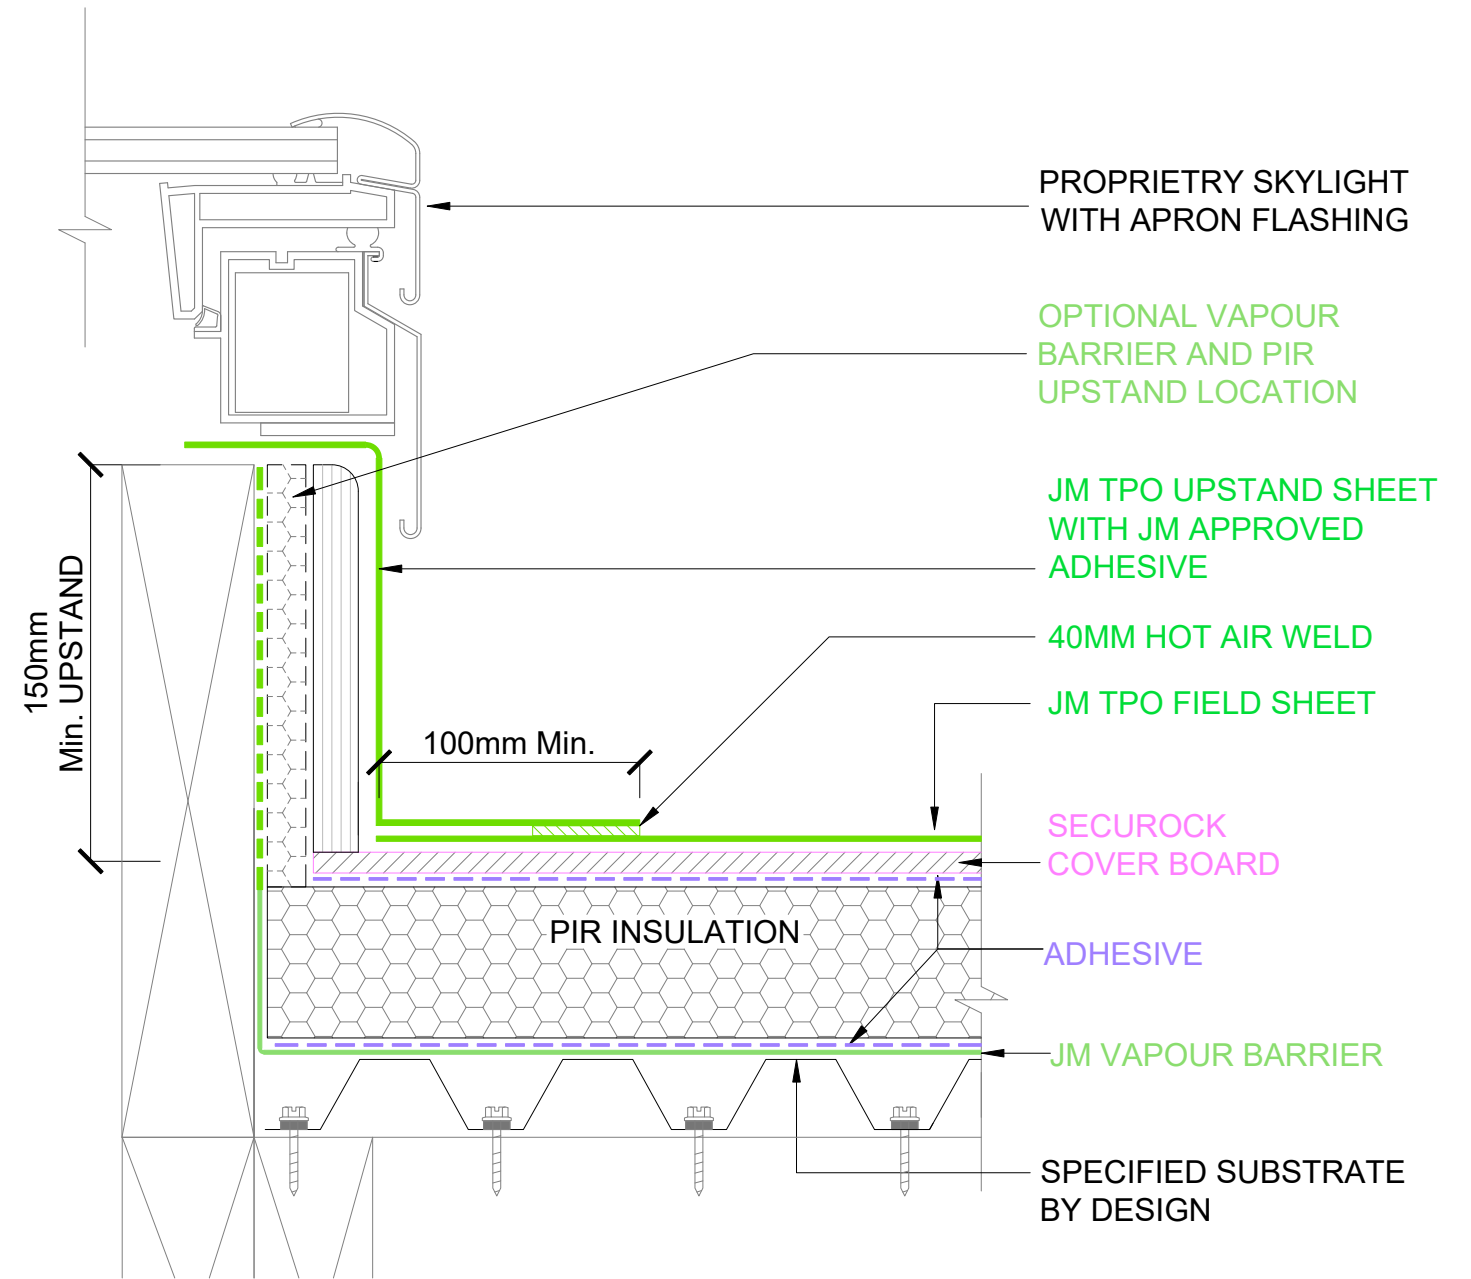 PROPRIETRY SKYLIGHT
WITH APRON FLASHING
OPTIONAL VAPOUR
BARRIER AND PIR
UPSTAND LOCATION
JM TPO UPSTAND SHEET
WITH JM APPROVED
ADHESIVE
150mm
Min. UPSTAND
40MM HOT AIR WELD
JM TPO FIELD SHEET
100mm Min.
SECUROCK
COVER BOARD
PIR INSULATION
ADHESIVE
JM VAPOUR BARRIER
SPECIFIED SUBSTRATE
BY DESIGN